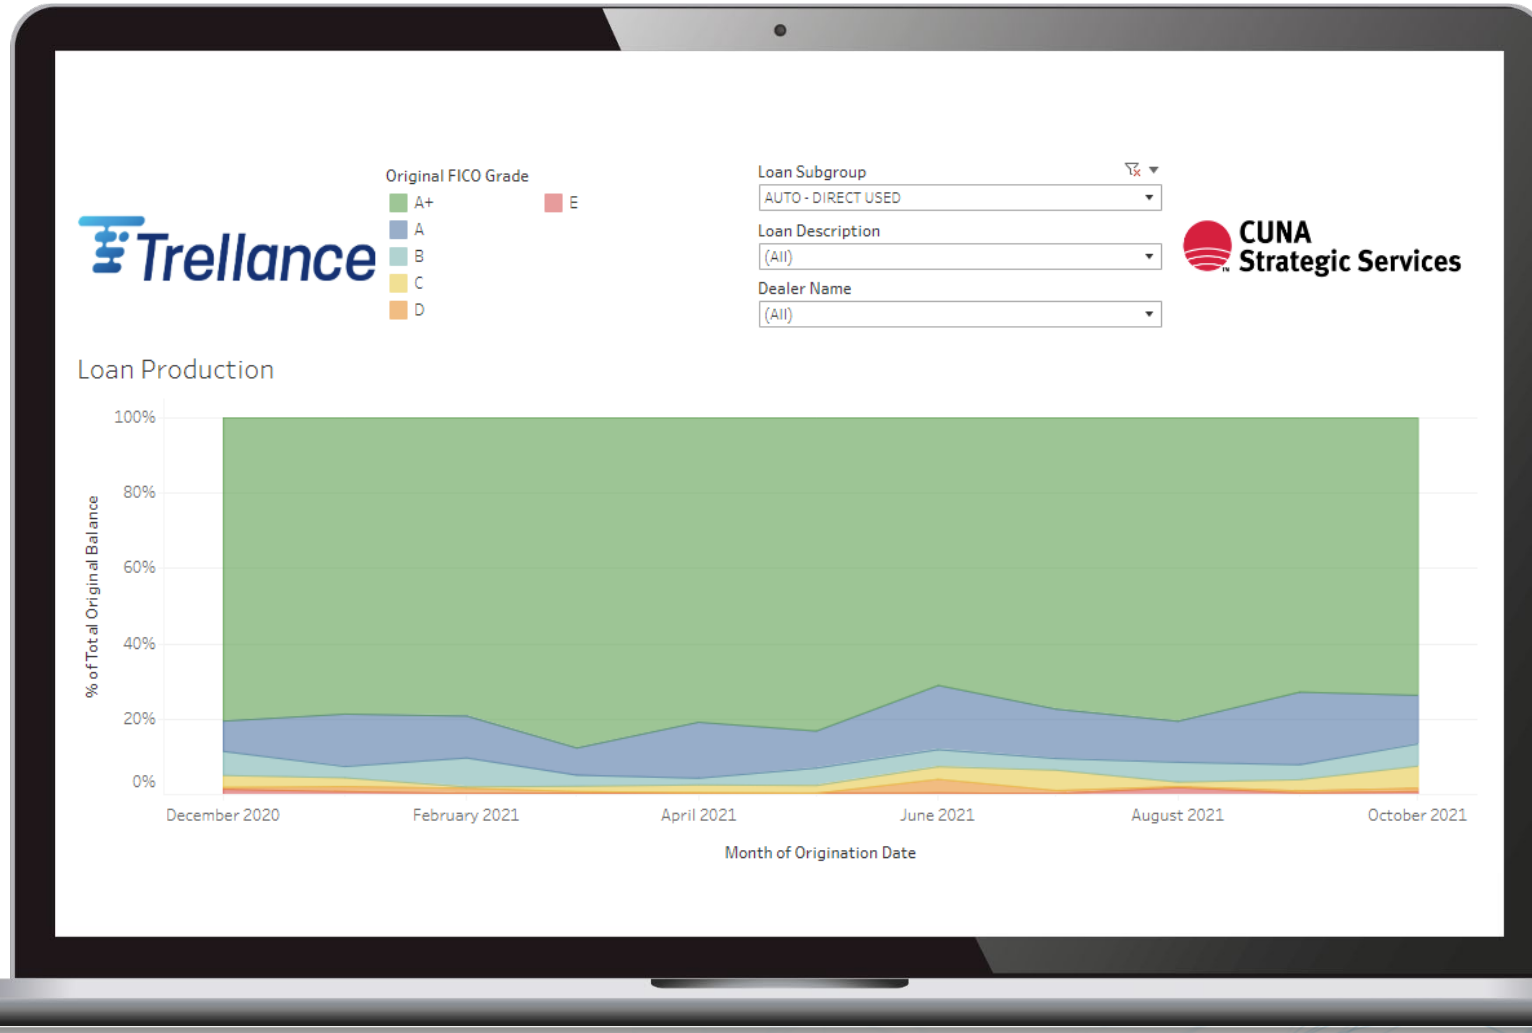 Trellance
Original FICO Grade
A+
A
B
C
D
E
Loan Subgroup
AUTO - DIRECT USED
Loan Description
(All)
Dealer Name
(All)
CUNA
Strategic Services
TM
Loan Production
100%
80%
60%
40%
20%
0%
% of Total Original Balance
December 2020
February 2021
April 2021
June 2021
August 2021
October 2021
Month of Origination Date